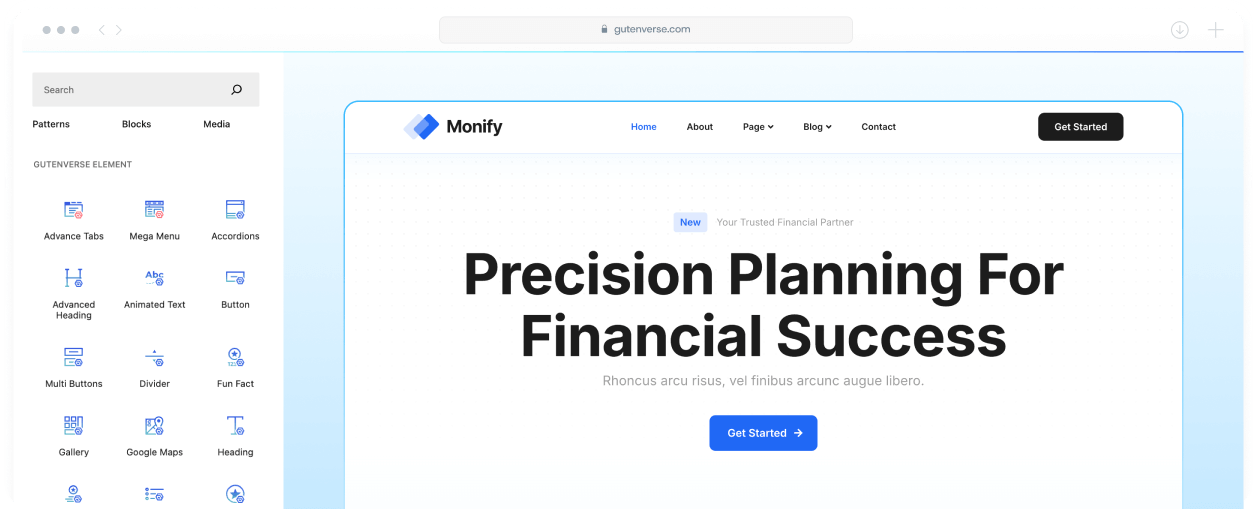 gutenverse.com
Search
Patterns Blocks Media
GUTENVERSE ELEMENT
Advance Tabs Mega Menu Accordions
Abc
Advanced Heading Animated Text Button
Multi Buttons Divider Fun Fact
Gallery Google Maps Heading
Monify Home About Page Blog Contact Get Started
New Your Trusted Financial Partner
Precision Planning For
Financial Success
Rhoncus arcu risus, vel finibus arcunc augue libero.
Get Started →